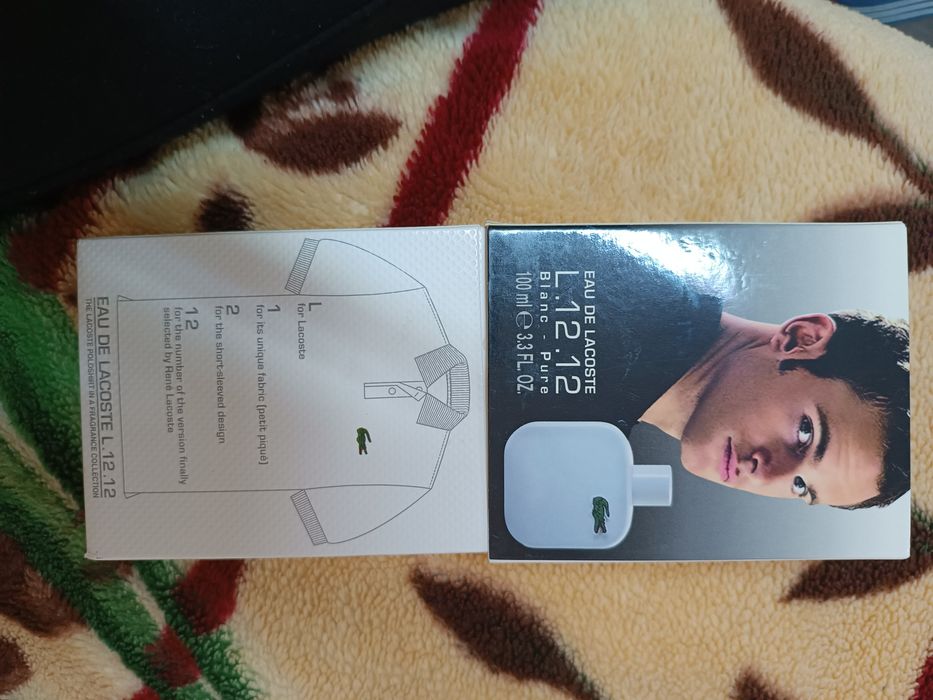 EAU DE LACOSTE
L.12.12
Blanc - Pure
100 ml ℮ 3.3 FL. OZ.
L
for Lacoste
1
for its unique fabric (petit piqué)
2
for the short-sleeved design
12
for the number of the version finally
selected by René Lacoste
EAU DE LACOSTE L.12.12
THE LACOSTE POLOSHIRT IN A FRAGRANCE COLLECTION